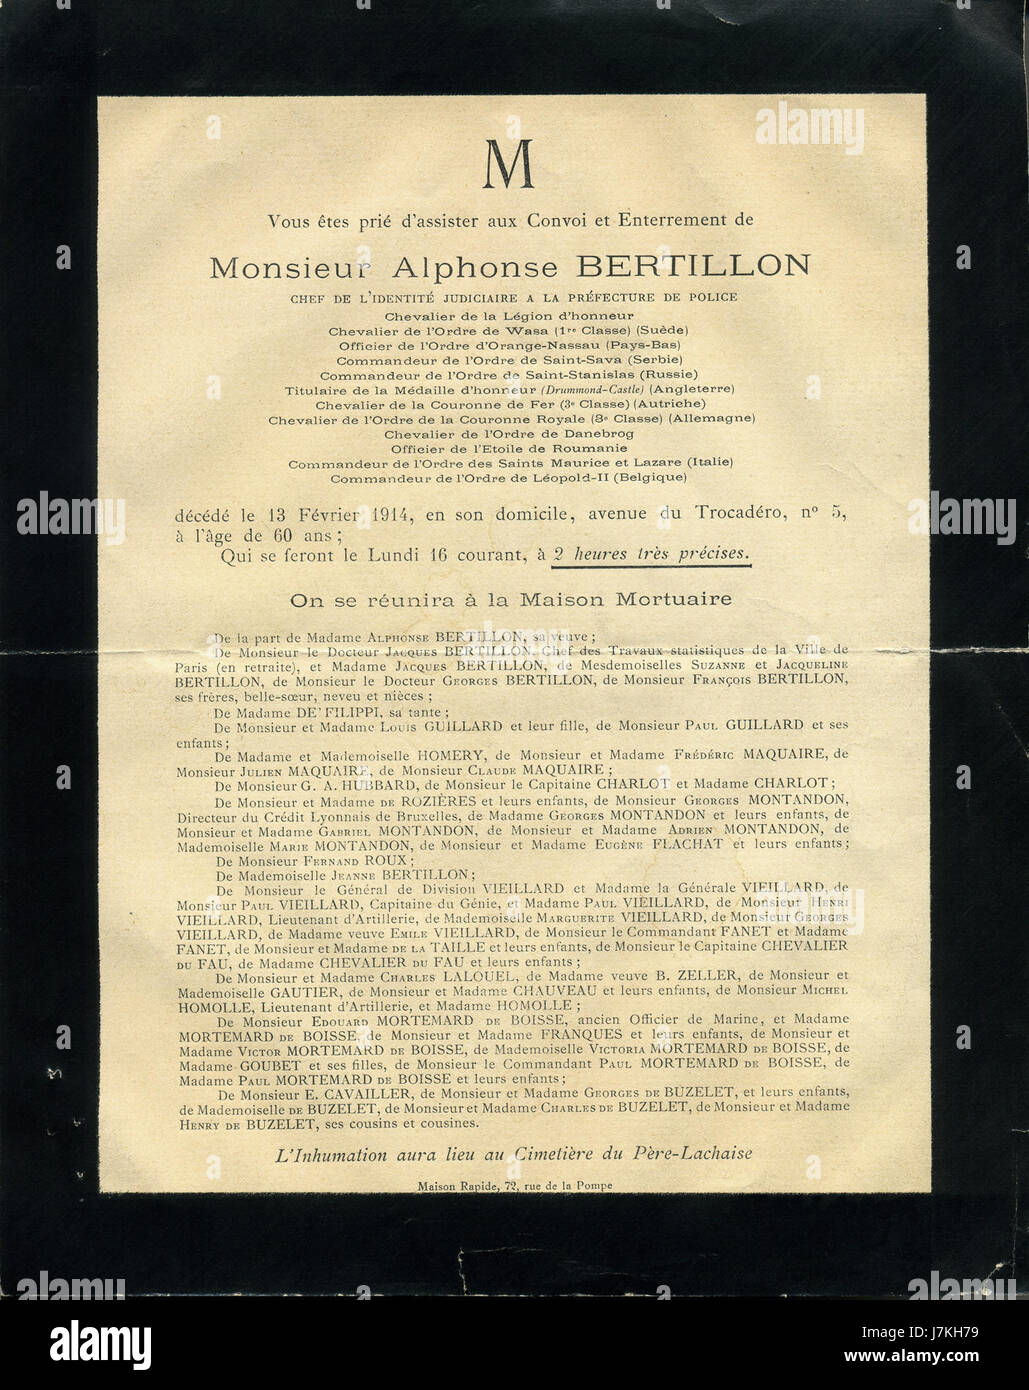 M
Vous êtes prié d'assister aux Convoi et Enterrement de
Monsieur Alphonse BERTILLON
CHEF DE L'IDENTITÉ JUDICIAIRE A LA PRÉFECTURE DE POLICE
Chevalier de la Légion d'honneur
Chevalier de l'Ordre de Wasa (1re Classe) (Suède)
Officier de l'Ordre d'Orange-Nassau (Pays-Bas)
Commandeur de l'Ordre de Saint-Sava (Serbie)
Commandeur de l'Ordre de Saint-Stanislas (Russie)
Titulaire de la Médaille d'honneur (Drummond-Castle) (Angleterre)
Chevalier de la Couronne de Fer (3e Classe) (Autriche)
Chevalier de l'Ordre de la Couronne Royale (3e Classe) (Allemagne)
Chevalier de l'Ordre de Danebrog
Officier de l'Etoile de Roumanie
Commandeur de l'Ordre des Saints Maurice et Lazare (Italie)
Commandeur de l'Ordre de Léopold-II (Belgique)
décédé le 13 Février 1914, en son domicile, avenue du Trocadéro, no 5,
à l'âge de 60 ans ;
Qui se feront le Lundi 16 courant, à 2 heures très précises.
On se réunira à la Maison Mortuaire
De la part de Madame ALPHONSE BERTILLON, sa veuve ;
De Monsieur le Docteur JACQUES BERTILLON, Chef des Travaux statistiques de la Ville de
Paris (en retraite), et Madame JACQUES BERTILLON, de Mesdemoiselles SUZANNE et JACQUELINE
BERTILLON, de Monsieur le Docteur GEORGES BERTILLON, de Monsieur FRANÇOIS BERTILLON,
ses frères, belle-sœur, neveu et nièces ;
De Madame DE' FILIPPI, sa tante ;
De Monsieur et Madame LOUIS GUILLARD et leur fille, de Monsieur PAUL GUILLARD et ses
enfants ;
De Madame et Mademoiselle HOMERY, de Monsieur et Madame FRÉDÉRIC MAQUAIRE, de
Monsieur JULIEN MAQUAIRE, de Monsieur CLAUDE MAQUAIRE ;
De Monsieur G. A. HUBBARD, de Monsieur le Capitaine CHARLOT et Madame CHARLOT ;
De Monsieur et Madame DE ROZIÈRES et leurs enfants, de Monsieur GEORGES MONTANDON,
Directeur du Crédit Lyonnais de Bruxelles, de Madame GEORGES MONTANDON et leurs enfants, de
Monsieur et Madame GABRIEL MONTANDON, de Monsieur et Madame ADRIEN MONTANDON, de
Mademoiselle MARIE MONTANDON, de Monsieur et Madame EUGÈNE FLACHAT et leurs enfants ;
De Monsieur FERNAND ROUX ;
De Mademoiselle JEANNE BERTILLON ;
De Monsieur le Général de Division VIEILLARD et Madame la Générale VIEILLARD, de
Monsieur PAUL VIEILLARD, Capitaine du Génie, et Madame PAUL VIEILLARD, de Monsieur HENRI
VIEILLARD, Lieutenant d'Artillerie, de Mademoiselle MARGUERITE VIEILLARD, de Monsieur GEORGES
VIEILLARD, de Madame veuve EMILE VIEILLARD, de Monsieur le Commandant FANET et Madame
FANET, de Monsieur et Madame DE LA TAILLE et leurs enfants, de Monsieur le Capitaine CHEVALIER
DU FAU, de Madame CHEVALIER DU FAU et leurs enfants ;
De Monsieur et Madame CHARLES LALOUEL, de Madame veuve B. ZELLER, de Monsieur et
Mademoiselle GAUTIER, de Monsieur et Madame CHAUVEAU et leurs enfants, de Monsieur MICHEL
HOMOLLE, Lieutenant d'Artillerie, et Madame HOMOLLE ;
De Monsieur EDOUARD MORTEMARD DE BOISSE, ancien Officier de Marine, et Madame
MORTEMARD DE BOISSE, de Monsieur et Madame FRANQUES et leurs enfants, de Monsieur et
Madame VICTOR MORTEMARD DE BOISSE, de Mademoiselle VICTORIA MORTEMARD DE BOISSE, de
Madame GOUBET et ses filles, de Monsieur le Commandant PAUL MORTEMARD DE BOISSE, de
Madame PAUL MORTEMARD DE BOISSE et leurs enfants ;
De Monsieur E. CAVAILLER, de Monsieur et Madame GEORGES DE BUZELET, et leurs enfants,
de Mademoiselle DE BUZELET, de Monsieur et Madame CHARLES DE BUZELET, de Monsieur et Madame
HENRY DE BUZELET, ses cousins et cousines.
L'Inhumation aura lieu au Cimetière du Père-Lachaise
Maison Rapide, 72, rue de la Pompe
alamy
Image ID: J7KH79
www.alamy.com